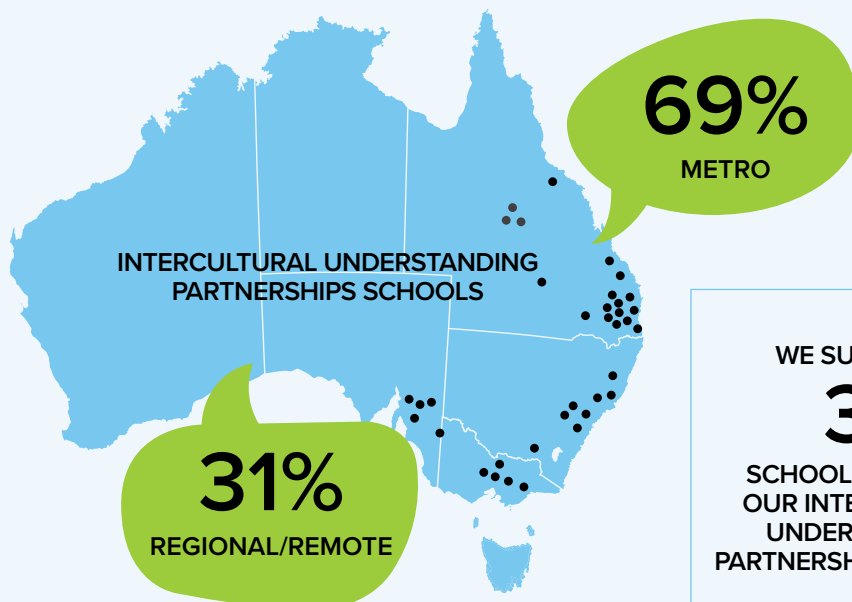 69%
METRO
INTERCULTURAL UNDERSTANDING
PARTNERSHIPS SCHOOLS
31%
REGIONAL/REMOTE
WE SU
3
SCHOOL
OUR INTE
UNDER
PARTNERSH